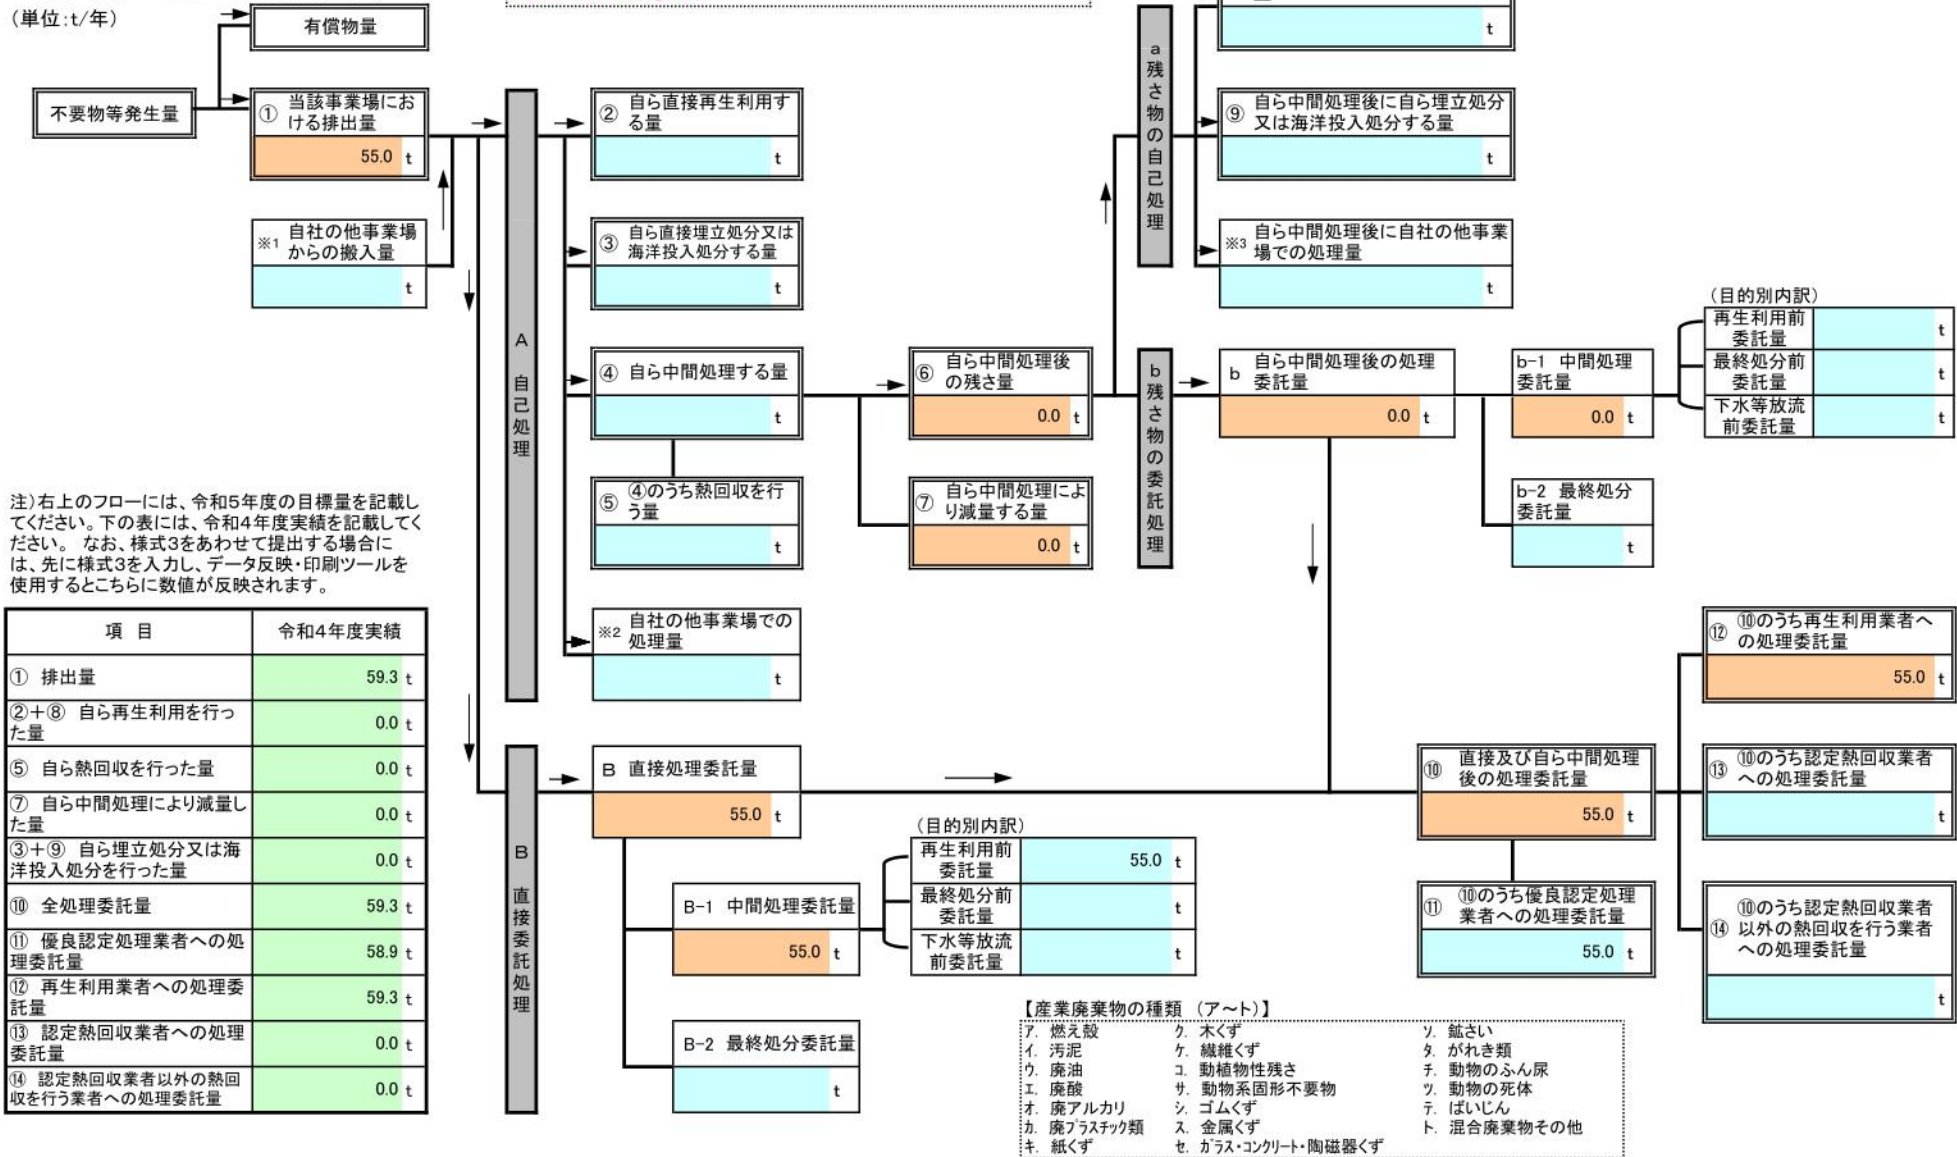 (単位:t/年)
有償物量
不要物等発生量
① 当該事業場にお
ける排出量
55.0 t
※1 自社の他事業場
からの搬入量
t
A 自己処理
② 自ら直接再生利用す
る量
t
③ 自ら直接埋立処分又は
海洋投入処分する量
t
④ 自ら中間処理する量
t
⑤ ④のうち熱回収を行
う量
t
※2 自社の他事業場での
処理量
t
⑥ 自ら中間処理後
の残さ量
0.0 t
⑦ 自ら中間処理によ
り減量する量
0.0 t
a 残さ物の自己処理
t
⑨ 自ら中間処理後に自ら埋立処分
又は海洋投入処分する量
t
※3 自ら中間処理後に自社の他事業
場での処理量
t
b 残さ物の委託処理
b 自ら中間処理後の処理
委託量
0.0 t
b-1 中間処理
委託量
0.0 t
b-2 最終処分
委託量
t
(目的別内訳)
再生利用前
委託量
t
最終処分前
委託量
t
下水等放流
前委託量
t
注)右上のフローには、令和5年度の目標量を記載し
てください。下の表には、令和4年度実績を記載してく
ださい。 なお、様式3をあわせて提出する場合に
は、先に様式3を入力し、データ反映・印刷ツールを
使用するとこちらに数値が反映されます。
項 目 令和4年度実績
① 排出量 59.3 t
②+⑧ 自ら再生利用を行っ
た量 0.0 t
⑤ 自ら熱回収を行った量 0.0 t
⑦ 自ら中間処理により減量し
た量 0.0 t
③+⑨ 自ら埋立処分又は海
洋投入処分を行った量 0.0 t
⑩ 全処理委託量 59.3 t
⑪ 優良認定処理業者への処
理委託量 58.9 t
⑫ 再生利用業者への処理委
託量 59.3 t
⑬ 認定熱回収業者への処理
委託量 0.0 t
⑭ 認定熱回収業者以外の熱回
収を行う業者への処理委託量 0.0 t
B 直接委託処理
B 直接処理委託量
55.0 t
B-1 中間処理委託量
55.0 t
B-2 最終処分委託量
t
(目的別内訳)
再生利用前
委託量
55.0 t
最終処分前
委託量
t
下水等放流
前委託量
t
⑩ 直接及び自ら中間処理
後の処理委託量
55.0 t
⑪ ⑩のうち優良認定処理
業者への処理委託量
55.0 t
⑫ ⑩のうち再生利用業者へ
の処理委託量
55.0 t
⑬ ⑩のうち認定熱回収業者
への処理委託量
t
⑭ ⑩のうち認定熱回収業者
以外の熱回収を行う業者
への処理委託量
t
【産業廃棄物の種類 (ア~ト)】
ア. 燃え殻 ク. 木くず ソ. 鉱さい
イ. 汚泥 ケ. 繊維くず タ. がれき類
ウ. 廃油 コ. 動植物性残さ チ. 動物のふん尿
エ. 廃酸 サ. 動物系固形不要物 ツ. 動物の死体
オ. 廃アルカリ シ. ゴムくず テ. ばいじん
カ. 廃プラスチック類 ス. 金属くず ト. 混合廃棄物その他
キ. 紙くず セ. ガラス・コンクリート・陶磁器くず